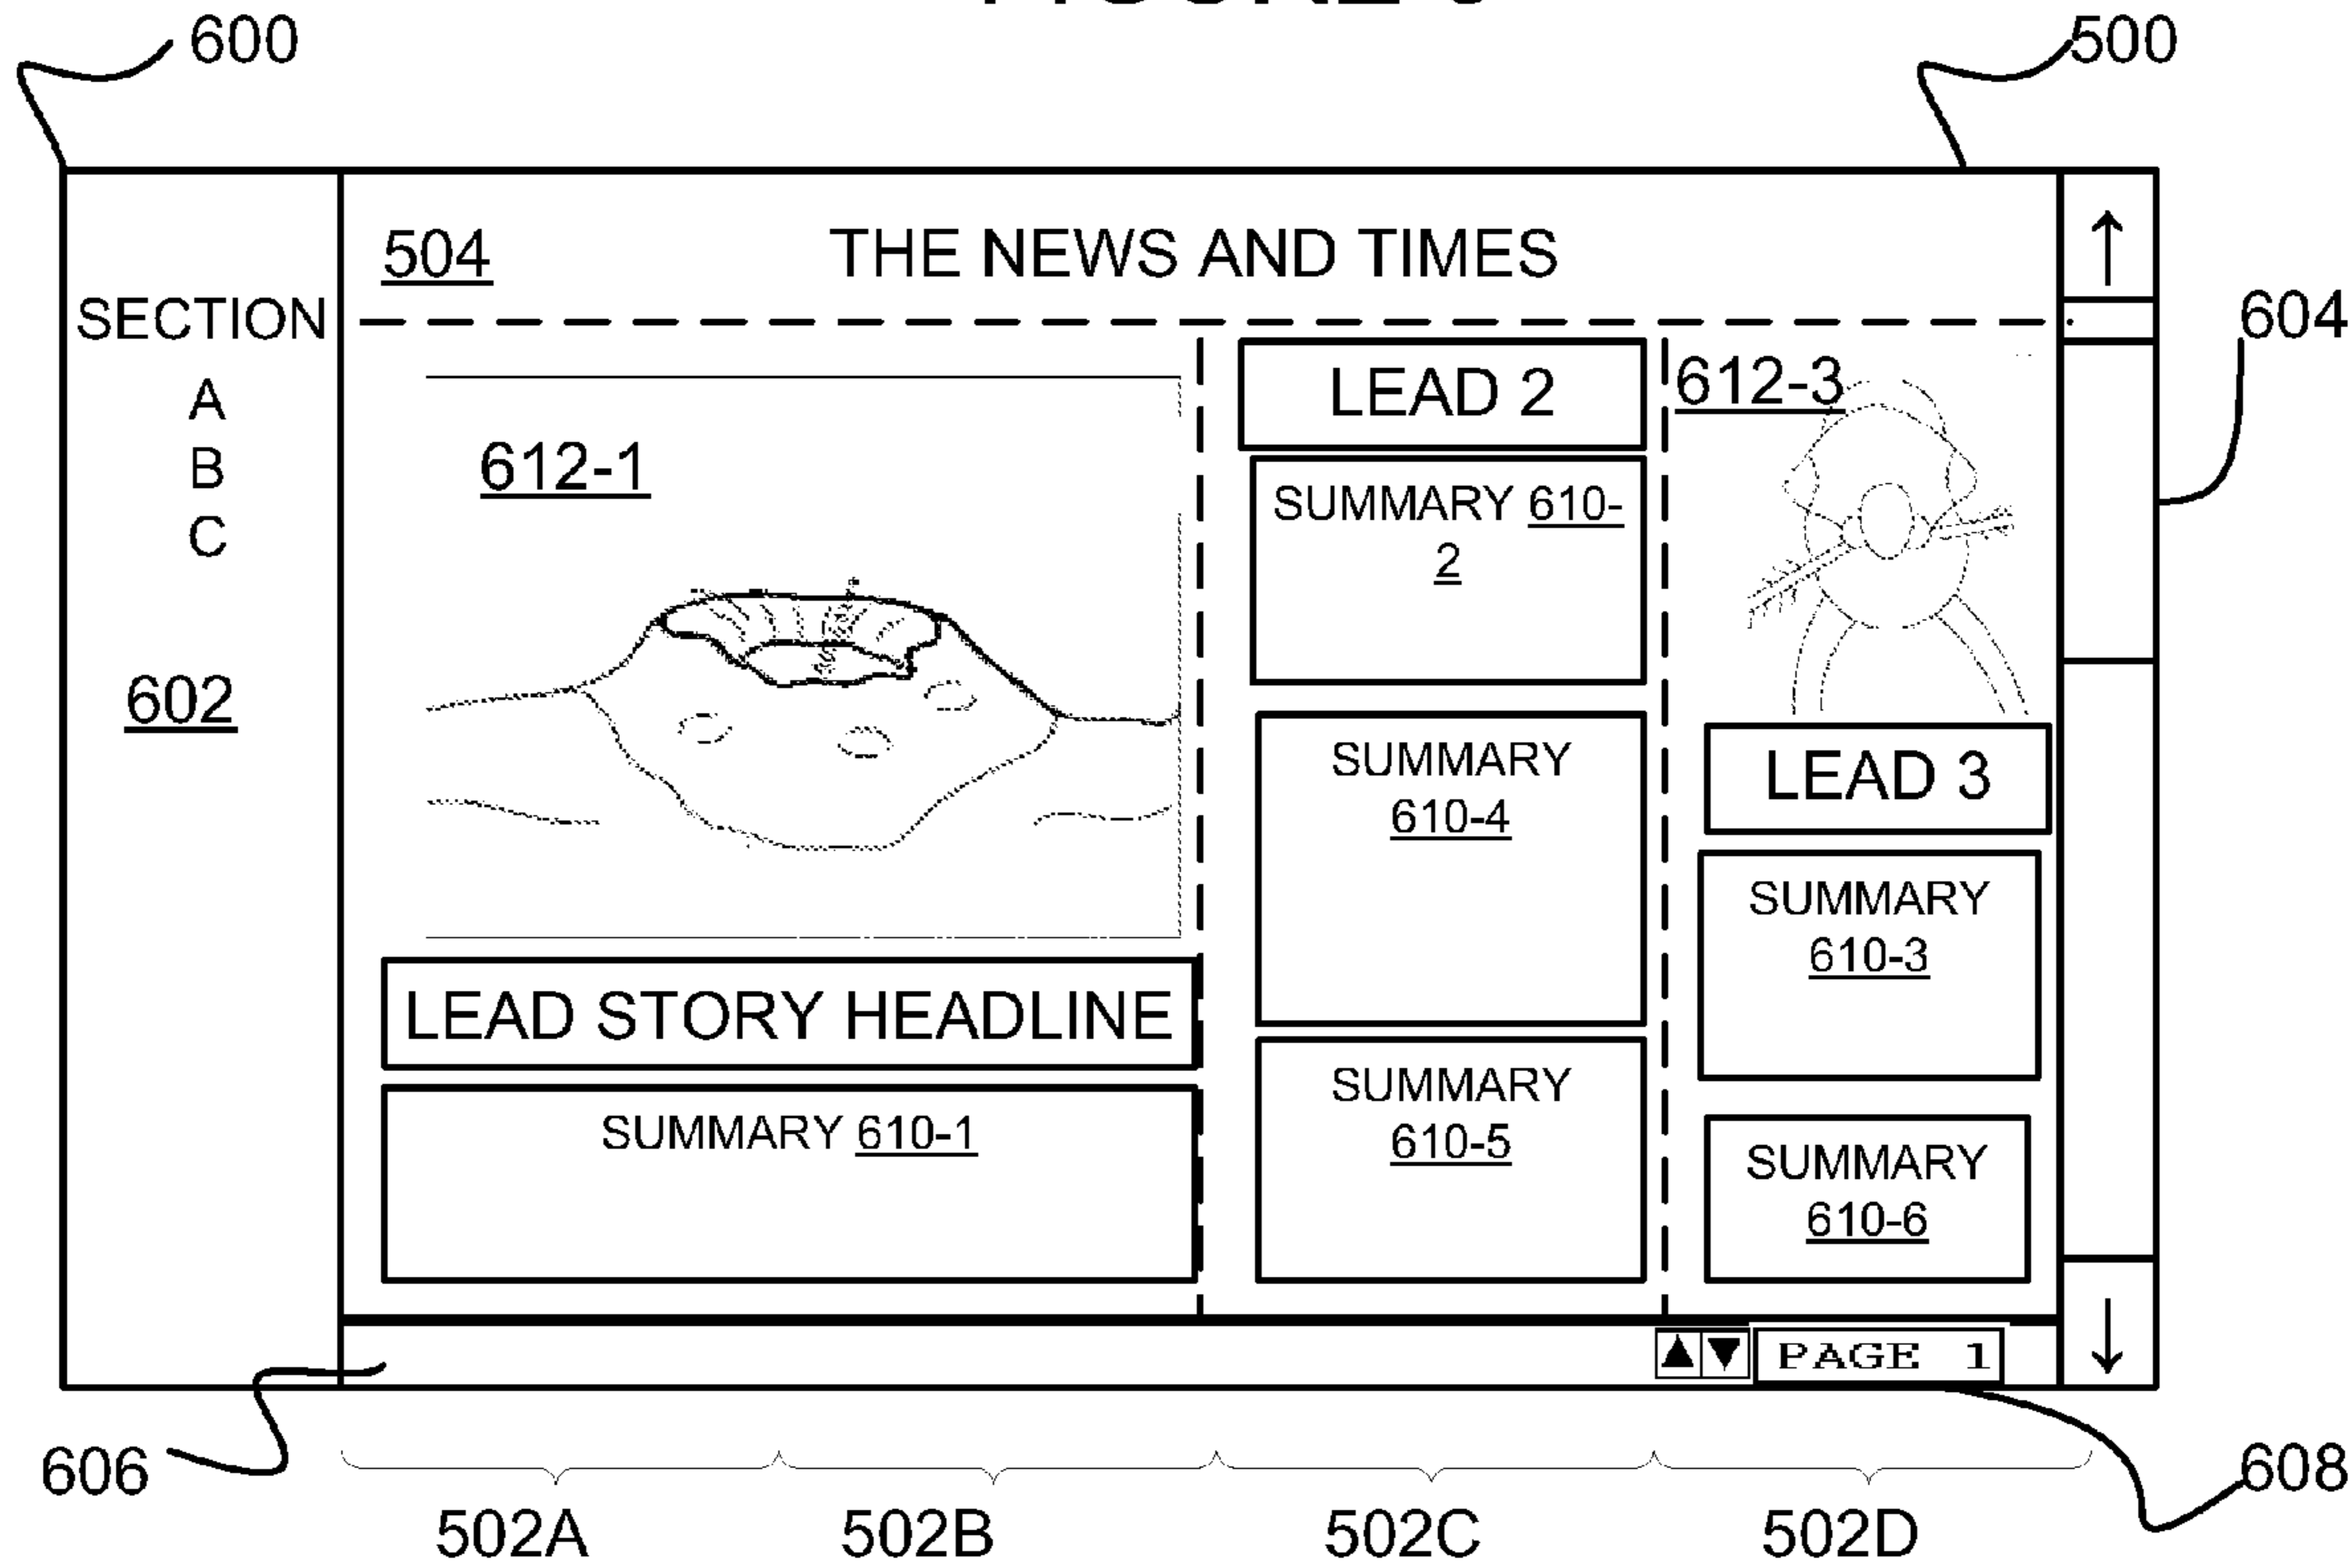 600
500
504
THE NEWS AND TIMES
SECTION
A
B
C
602
604
612-1
LEAD 2
SUMMARY 610-
2
612-3
SUMMARY
610-4
LEAD 3
SUMMARY
610-3
LEAD STORY HEADLINE
SUMMARY 610-1
SUMMARY
610-5
SUMMARY
610-6
PAGE 1
606
608
502A
502B
502C
502D